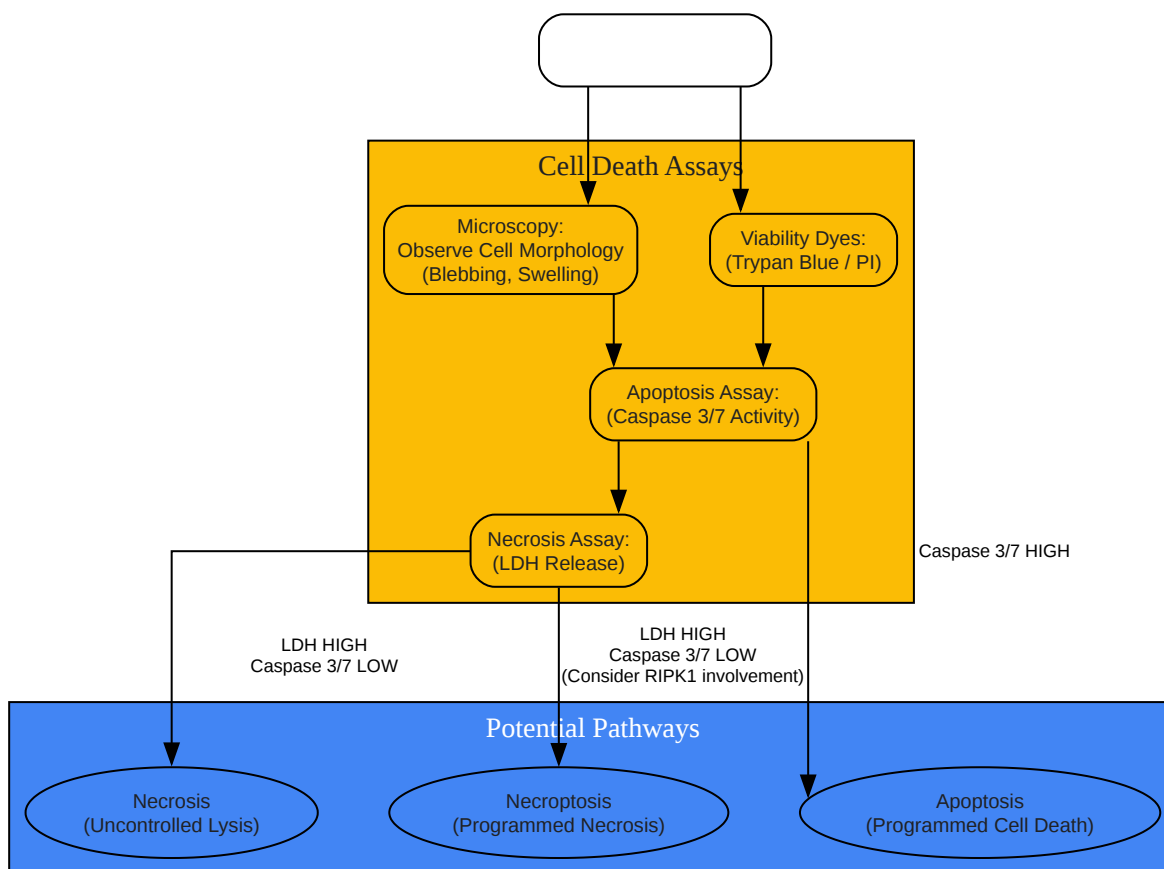 Cell Death Assays
Microscopy:
Observe Cell Morphology
(Blebbing, Swelling)
Viability Dyes:
(Trypan Blue / PI)
Apoptosis Assay:
(Caspase 3/7 Activity)
Necrosis Assay:
(LDH Release)
Caspase 3/7 HIGH
LDH HIGH
Caspase 3/7 LOW
LDH HIGH
Caspase 3/7 LOW
(Consider RIPK1 involvement)
Potential Pathways
Necrosis
(Uncontrolled Lysis)
Necroptosis
(Programmed Necrosis)
Apoptosis
(Programmed Cell Death)